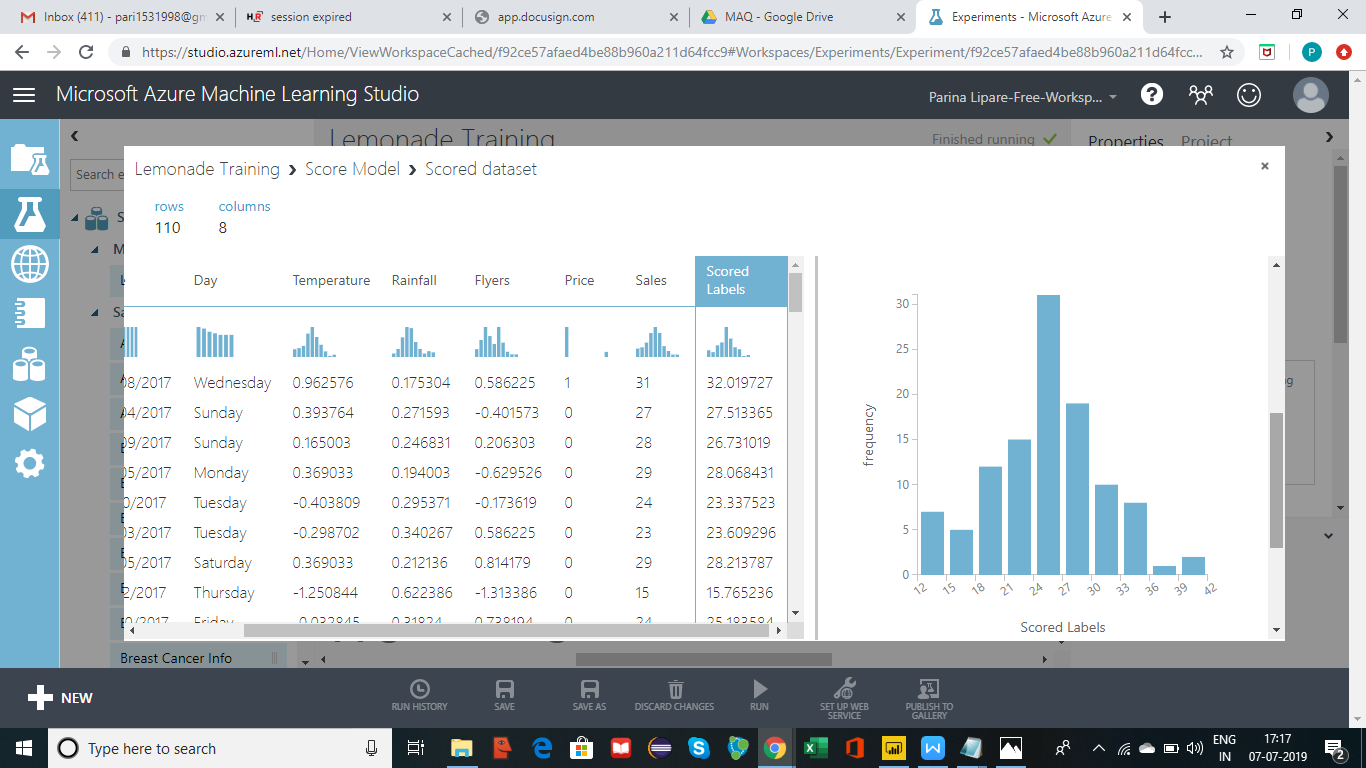 Inbox (411) - pari1531998@gm
session expired
app.docusign.com
MAQ - Google Drive
Experiments - Microsoft Azure
https://studio.azureml.net/Home/ViewWorkspaceCached/f92ce57afaed4be88b960a211d64fcc9#Workspaces/Experiments/Experiment/f92ce57afaed4be88b960a211d64fcc...
P
Microsoft Azure Machine Learning Studio
Parina Lipare-Free-Worksp...
Lemonade Training
Finished running
Properties Project
Search e
Lemonade Training › Score Model › Scored dataset
rows columns
110 8
Day Temperature Rainfall Flyers Price Sales Scored Labels
08/2017 Wednesday 0.962576 0.175304 0.586225 1 31 32.019727
04/2017 Sunday 0.393764 0.271593 -0.401573 0 27 27.513365
09/2017 Sunday 0.165003 0.246831 0.206303 0 28 26.731019
05/2017 Monday 0.369033 0.194003 -0.629526 0 29 28.068431
0/2017 Tuesday -0.403809 0.295371 -0.173619 0 24 23.337523
03/2017 Tuesday -0.298702 0.340267 0.586225 0 23 23.609296
05/2017 Saturday 0.369033 0.212136 0.814179 0 29 28.213787
2/2017 Thursday -1.250844 0.622386 -1.313386 0 15 15.765236
0/2017 Friday -0.032845 0.31824 0.738194 0 24 25.183584
frequency
30
25
20
15
10
5
0
12 15 18 21 24 27 30 33 36 39 42
Scored Labels
Breast Cancer Info
NEW
RUN HISTORY
SAVE
SAVE AS
DISCARD CHANGES
RUN
SET UP WEB SERVICE
PUBLISH TO GALLERY
Type here to search
ENG
IN
17:17
07-07-2019
2